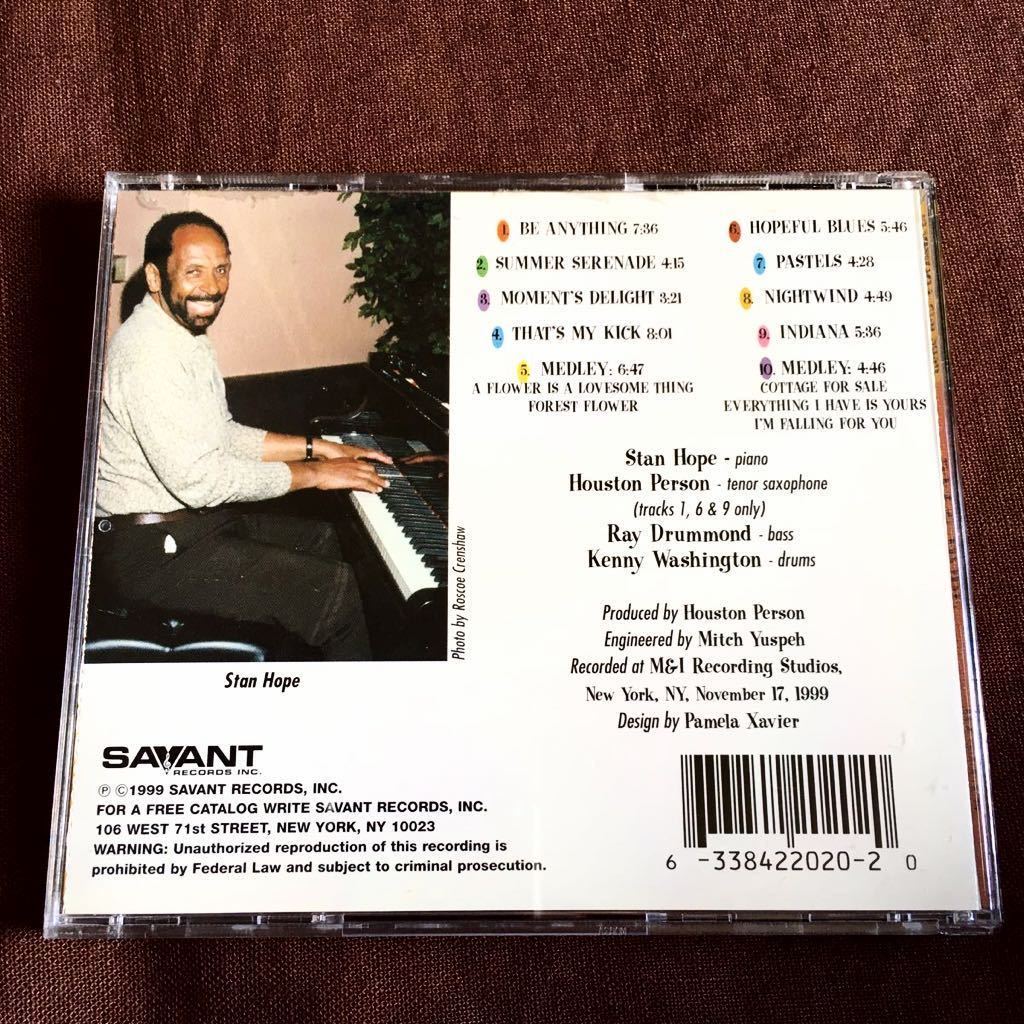 1. BE ANYTHING 7:36
2. SUMMER SERENADE 4:15
3. MOMENT'S DELIGHT 3:21
4. THAT'S MY KICK 8:01
5. MEDLEY: 6:47
A FLOWER IS A LOVESOME THING
FOREST FLOWER
6. HOPEFUL BLUES 5:46
7. PASTELS 4:28
8. NIGHTWIND 4:49
9. INDIANA 5:36
10. MEDLEY: 4:46
COTTAGE FOR SALE
EVERYTHING I HAVE IS YOURS
I'M FALLING FOR YOU
Stan Hope - piano
Houston Person - tenor saxophone
(tracks 1, 6 & 9 only)
Ray Drummond - bass
Kenny Washington - drums
Produced by Houston Person
Engineered by Mitch Yuspeh
Recorded at M&I Recording Studios,
New York, NY, November 17, 1999
Design by Pamela Xavier
Photo by Roscoe Crenshaw
Stan Hope
SAVANT
RECORDS INC.
℗ ©1999 SAVANT RECORDS, INC.
FOR A FREE CATALOG WRITE SAVANT RECORDS, INC.
106 WEST 71st STREET, NEW YORK, NY 10023
WARNING: Unauthorized reproduction of this recording is
prohibited by Federal Law and subject to criminal prosecution.
6 -338422020-2 0